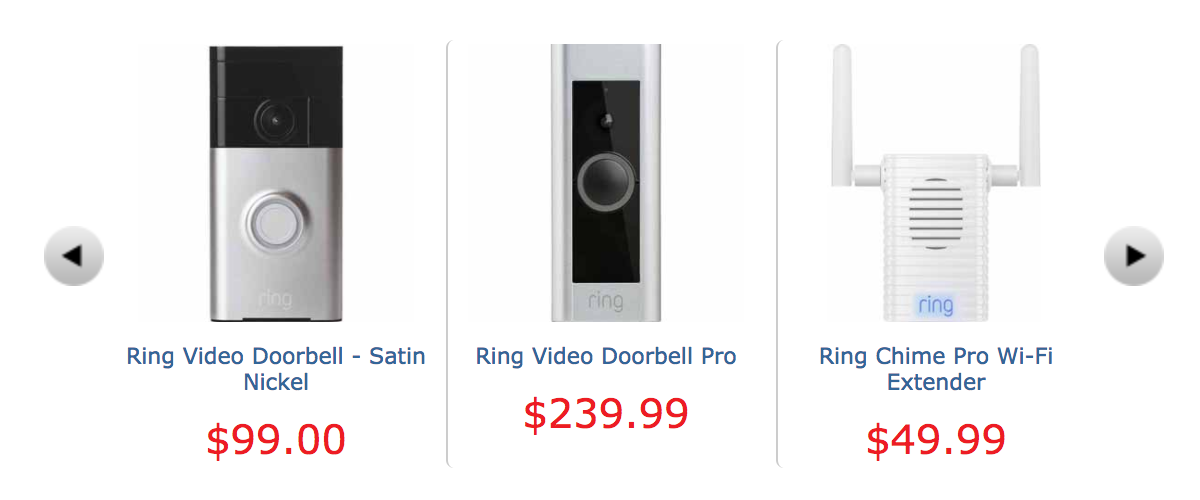 ring
ring
ring
Ring Video Doorbell - Satin
Nickel
$99.00
Ring Video Doorbell Pro
$239.99
Ring Chime Pro Wi-Fi
Extender
$49.99